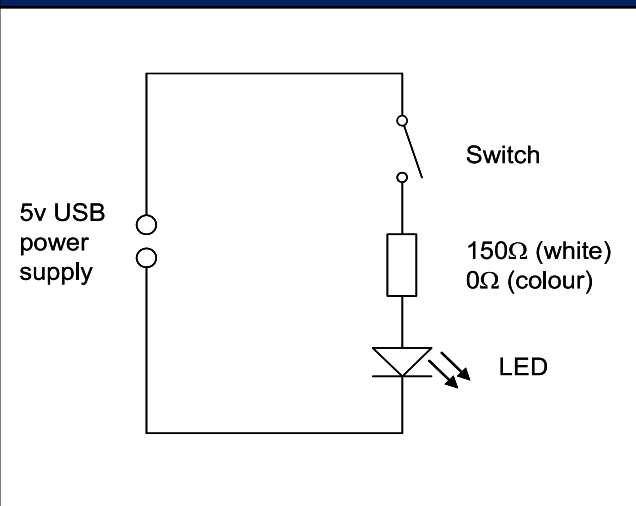 Switch
5v USB
power
supply
150Ω (white)
0Ω (colour)
LED